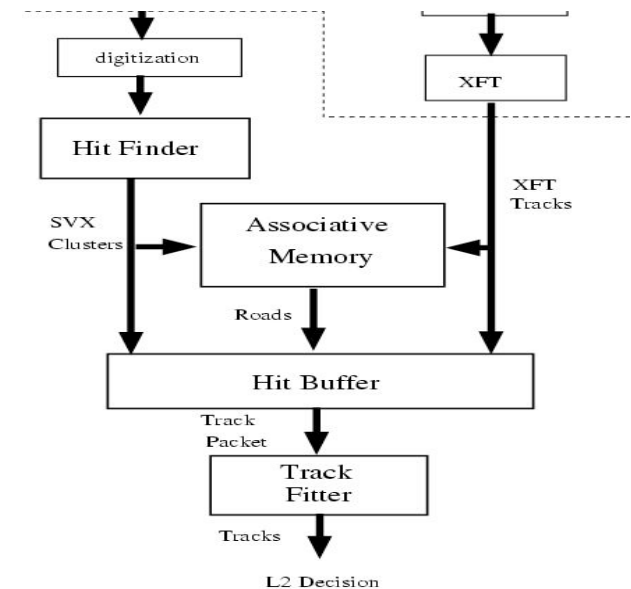 digitization
XFT
Hit Finder
XFT
Tracks
SVX
Clusters
Associative
Memory
Roads
Hit Buffer
Track
Packet
Track
Fitter
Tracks
L2 Decision